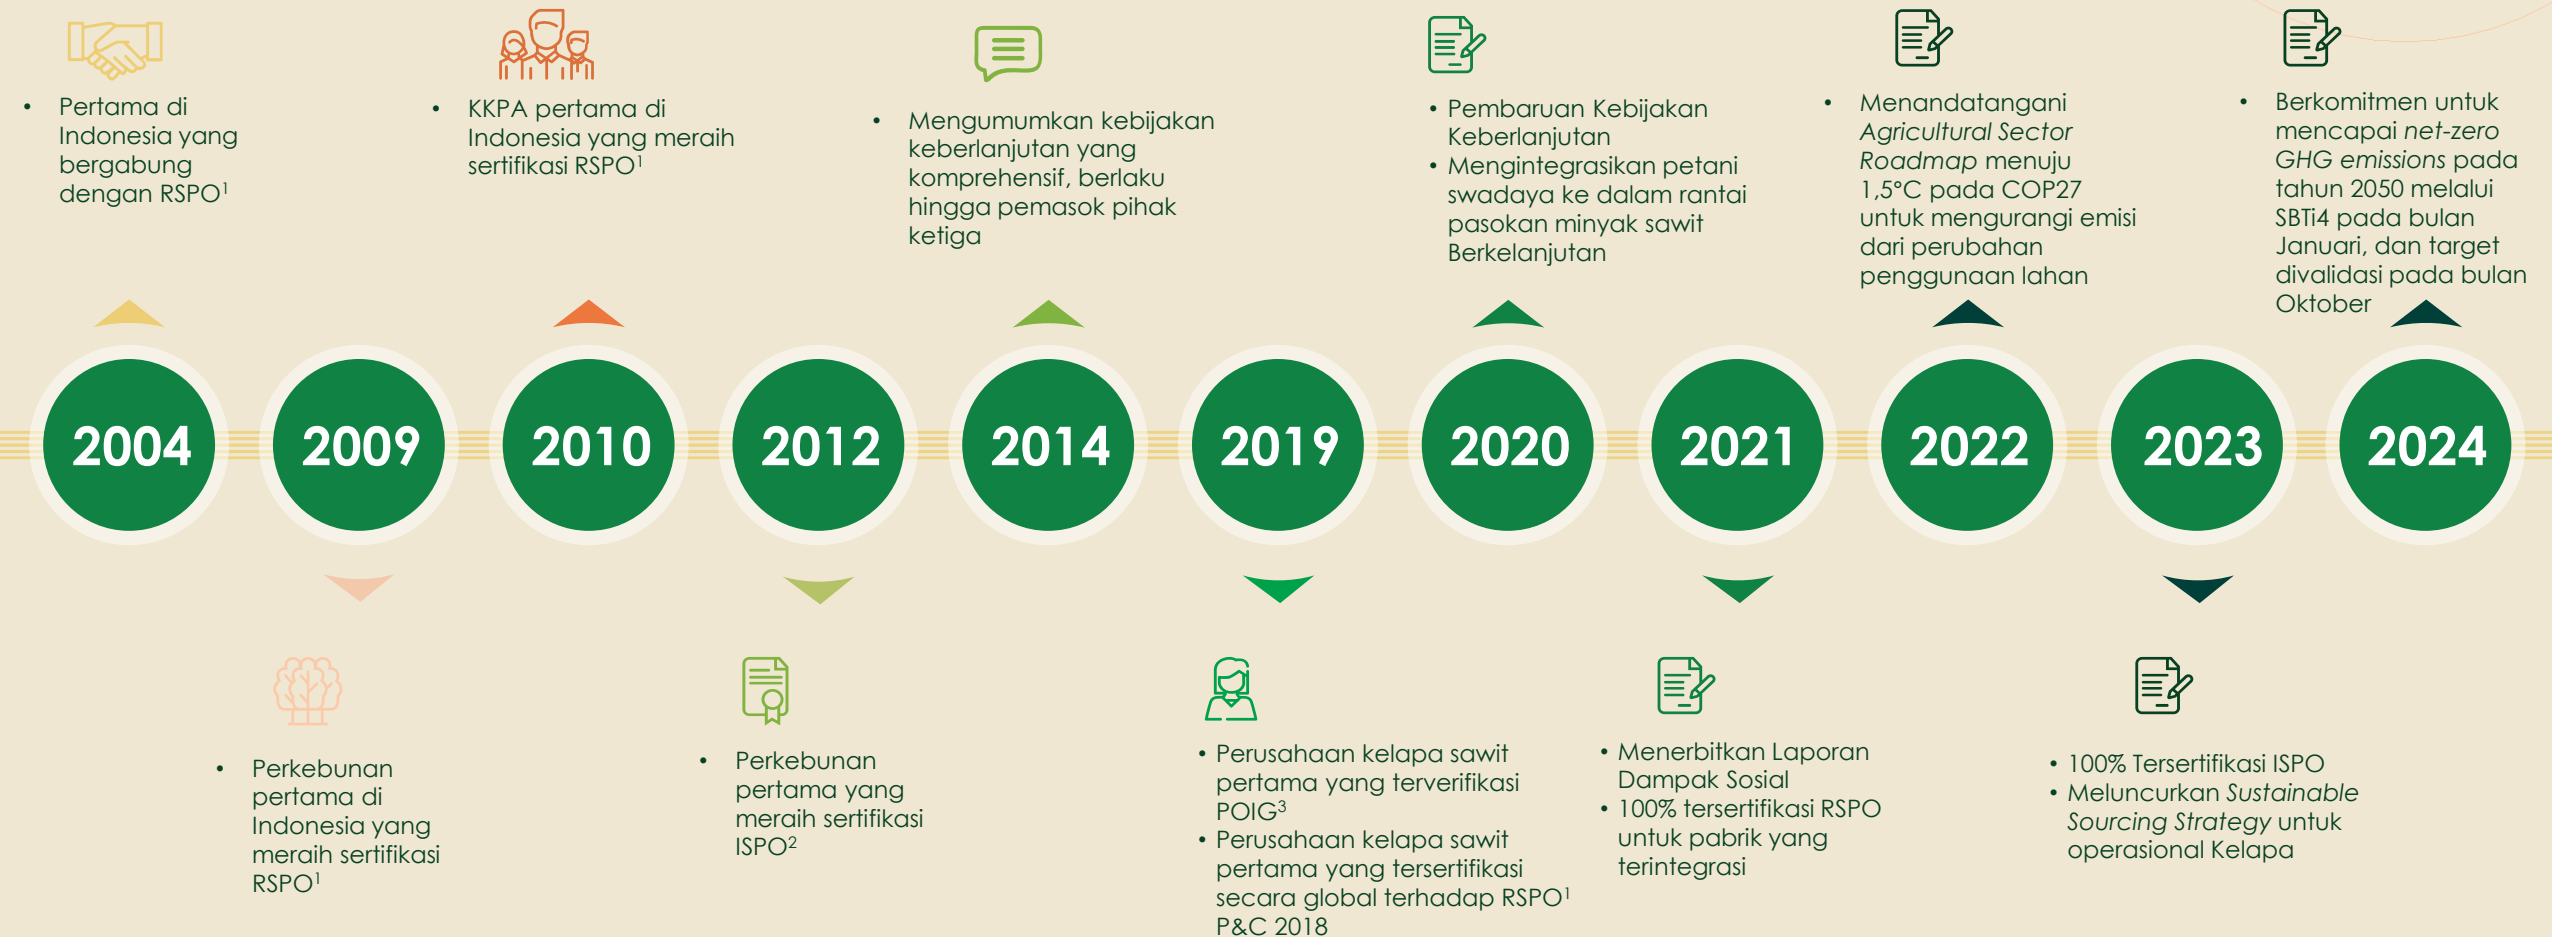 • Pertama di
Indonesia yang
bergabung
dengan RSPO¹
• KKPA pertama di
Indonesia yang meraih
sertifikasi RSPO¹
• Mengumumkan kebijakan
keberlanjutan yang
komprehensif, berlaku
hingga pemasok pihak
ketiga
• Pembaruan Kebijakan
Keberlanjutan
• Mengintegrasikan petani
swadaya ke dalam rantai
pasokan minyak sawit
Berkelanjutan
• Menandatangani
Agricultural Sector
Roadmap menuju
1,5°C pada COP27
untuk mengurangi emisi
dari perubahan
penggunaan lahan
• Berkomitmen untuk
mencapai net-zero
GHG emissions pada
tahun 2050 melalui
SBTi4 pada bulan
Januari, dan target
divalidasi pada bulan
Oktober
2004
2009
2010
2012
2014
2019
2020
2021
2022
2023
2024
• Perkebunan
pertama di
Indonesia yang
meraih sertifikasi
RSPO¹
• Perkebunan
pertama yang
meraih sertifikasi
ISPO²
• Perusahaan kelapa sawit
pertama yang terverifikasi
POIG³
• Perusahaan kelapa sawit
pertama yang tersertifikasi
secara global terhadap RSPO¹
P&C 2018
• Menerbitkan Laporan
Dampak Sosial
• 100% tersertifikasi RSPO
untuk pabrik yang
terintegrasi
• 100% Tersertifikasi ISPO
• Meluncurkan Sustainable
Sourcing Strategy untuk
operasional Kelapa